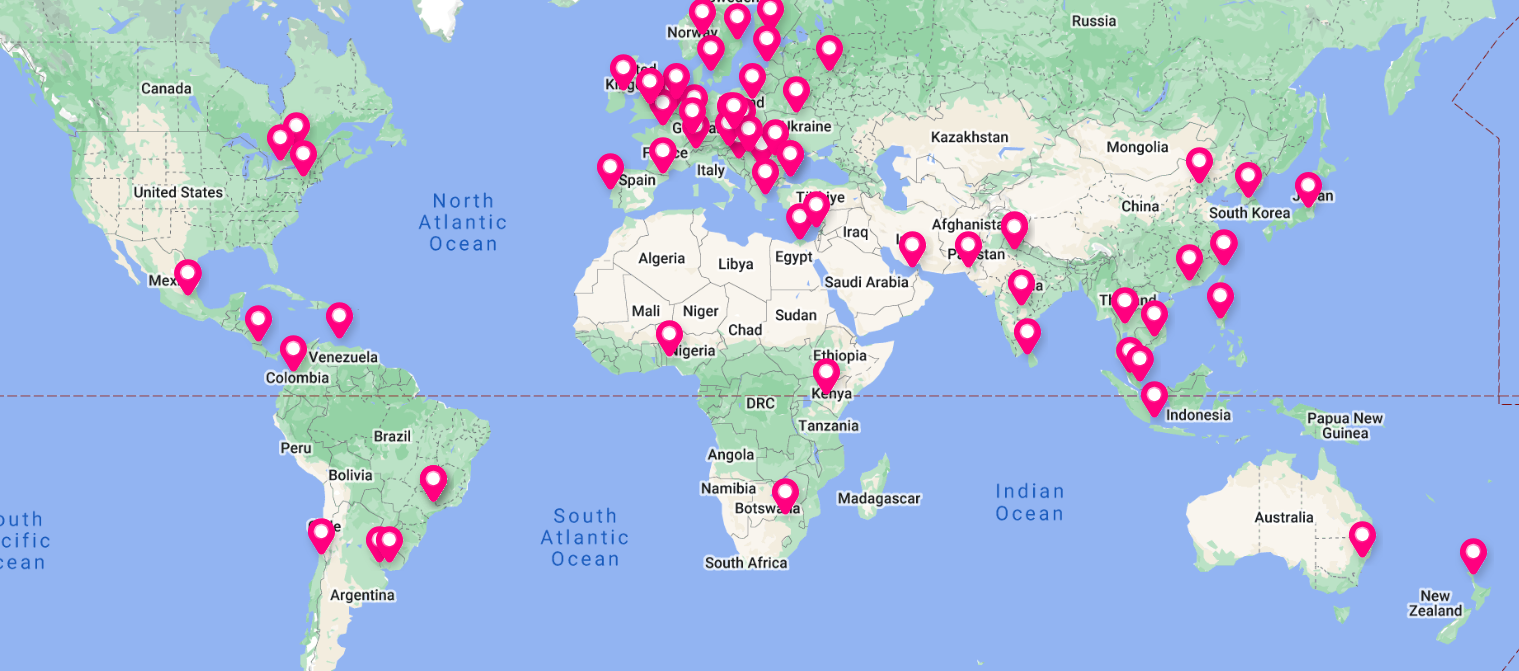 Russia
Norway
Canada
Kazakhstan
Mongolia
Ukraine
France
Italy
Spain
United States
North
Atlantic
Ocean
Türkiye
China
South Korea
Japan
Iraq
Algeria
Libya
Egypt
Saudi Arabia
Mali
Niger
Chad
Sudan
Thailand
Venezuela
Nigeria
Ethiopia
Colombia
Kenya
DRC
Indonesia
Papua New
Guinea
Tanzania
Brazil
Peru
Angola
Bolivia
Namibia
Botswana
Madagascar
Indian
Ocean
South
Atlantic
Ocean
Australia
South Africa
Argentina
New
Zealand